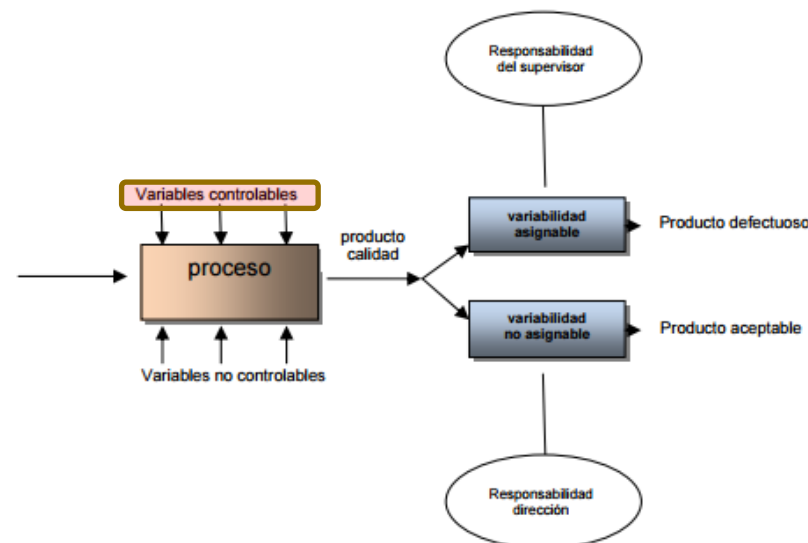 Responsabilidad
del supervisor
Variables controlables
variabilidad
asignable
Producto defectuoso
producto
calidad
proceso
variabilidad
no asignable
Producto aceptable
Variables no controlables
Responsabilidad
dirección